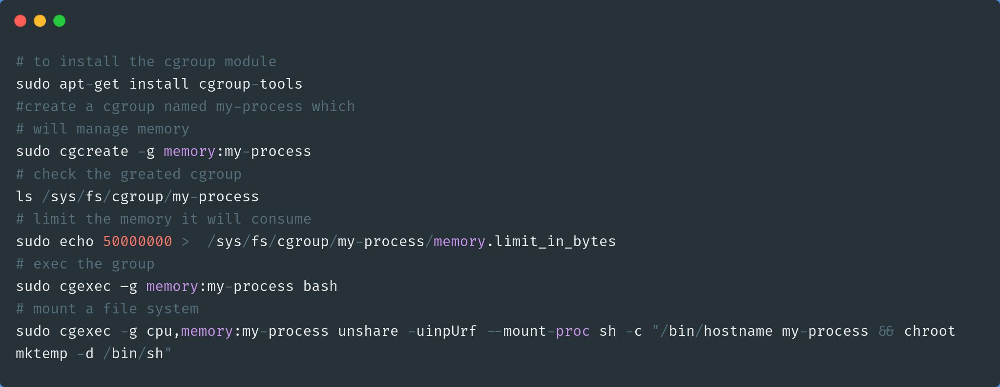 # to install the cgroup module
sudo apt-get install cgroup-tools
#create a cgroup named my-process which
# will manage memory
sudo cgcreate -g memory:my-process
# check the greated cgroup
ls /sys/fs/cgroup/my-process
# limit the memory it will consume
sudo echo 50000000 >  /sys/fs/cgroup/my-process/memory.limit_in_bytes
# exec the group
sudo cgexec –g memory:my-process bash
# mount a file system
sudo cgexec -g cpu,memory:my-process unshare -uinpUrf --mount-proc sh -c "/bin/hostname my-process && chroot
mktemp -d /bin/sh"